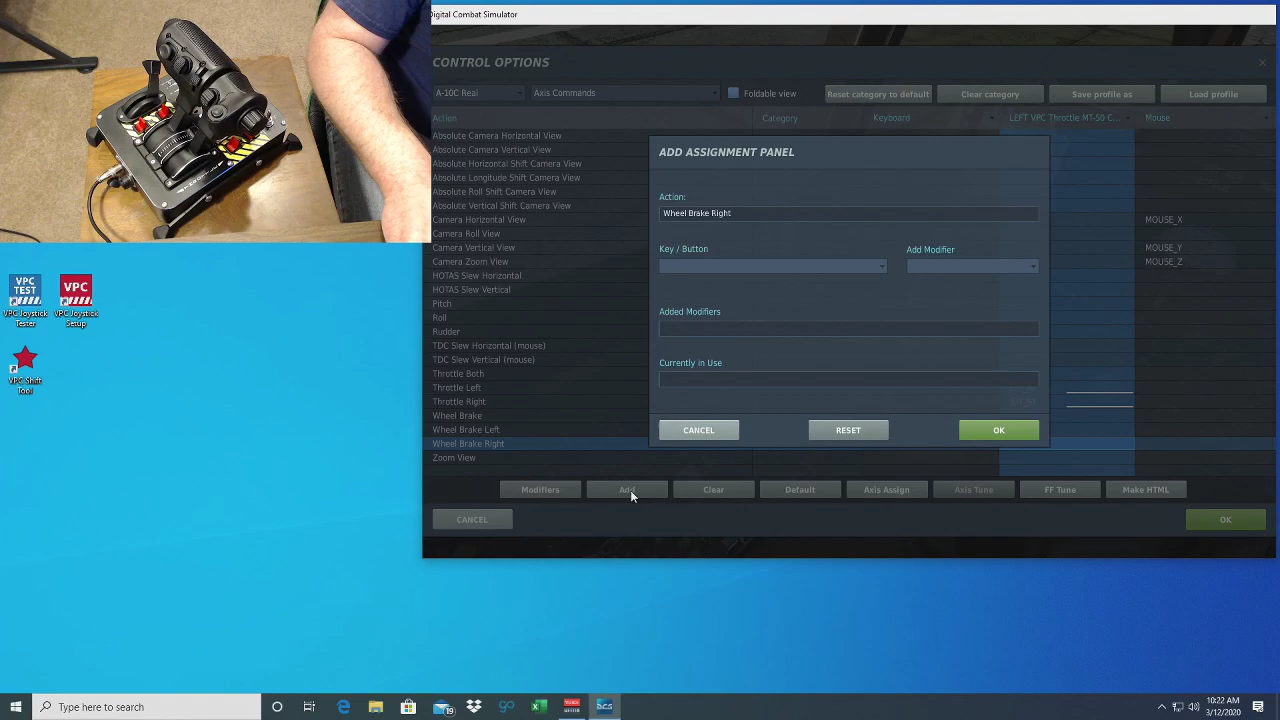 Digital Combat Simulator
CONTROL OPTIONS
A-10C Real
Axis Commands
Foldable view
Reset category to default
Clear category
Save profile as
Load profile
Action
Category
Keyboard
LEFT VPC Throttle MT-50 C...
Mouse
Absolute Camera Horizontal View
Absolute Camera Vertical View
Absolute Horizontal Shift Camera View
Absolute Longitude Shift Camera View
Absolute Roll Shift Camera View
Absolute Vertical Shift Camera View
Camera Horizontal View
MOUSE_X
Camera Roll View
Camera Vertical View
MOUSE_Y
Camera Zoom View
MOUSE_Z
HOTAS Slew Horizontal
HOTAS Slew Vertical
Pitch
Roll
Rudder
TDC Slew Horizontal (mouse)
TDC Slew Vertical (mouse)
Throttle Both
Throttle Left
Throttle Right
Wheel Brake
Wheel Brake Left
Wheel Brake Right
Zoom View
ADD ASSIGNMENT PANEL
Action:
Wheel Brake Right
Key / Button
Add Modifier
Added Modifiers
Currently in Use
CANCEL
RESET
OK
Modifiers
Add
Clear
Default
Axis Assign
Axis Tune
FF Tune
Make HTML
CANCEL
OK
VPC
TEST
VPC Joystick
Tester
VPC
VPC Joystick
Setup
VPC Shift
Tool
Type here to search
19
DCS
10:22 AM
3/12/2020